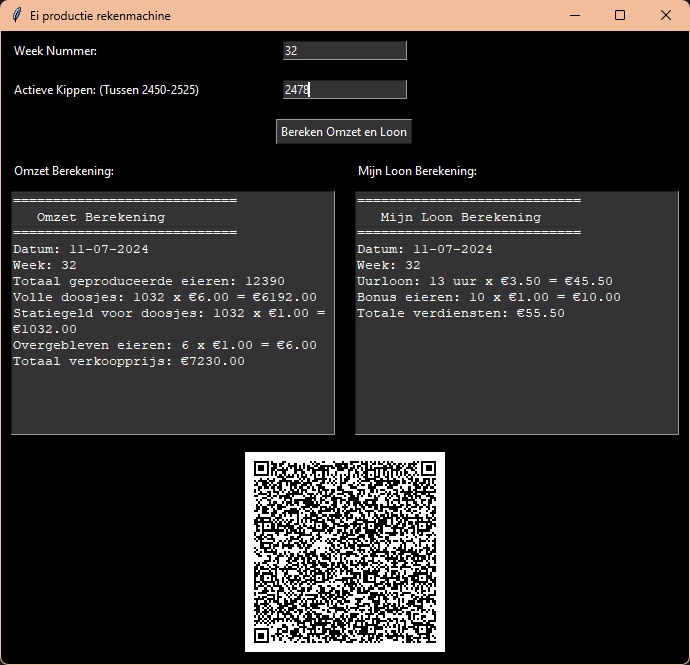 Ei productie rekenmachine
Week Nummer:
32
Actieve Kippen: (Tussen 2450-2525)
2478
Bereken Omzet en Loon
Omzet Berekening:
============================
Omzet Berekening
============================
Datum: 11-07-2024
Week: 32
Totaal geproduceerde eieren: 12390
Volle doosjes: 1032 x €6.00 = €6192.00
Statiegeld voor doosjes: 1032 x €1.00 =
€1032.00
Overgebleven eieren: 6 x €1.00 = €6.00
Totaal verkoopprijs: €7230.00
Mijn Loon Berekening:
============================
Mijn Loon Berekening
============================
Datum: 11-07-2024
Week: 32
Uurloon: 13 uur x €3.50 = €45.50
Bonus eieren: 10 x €1.00 = €10.00
Totale verdiensten: €55.50